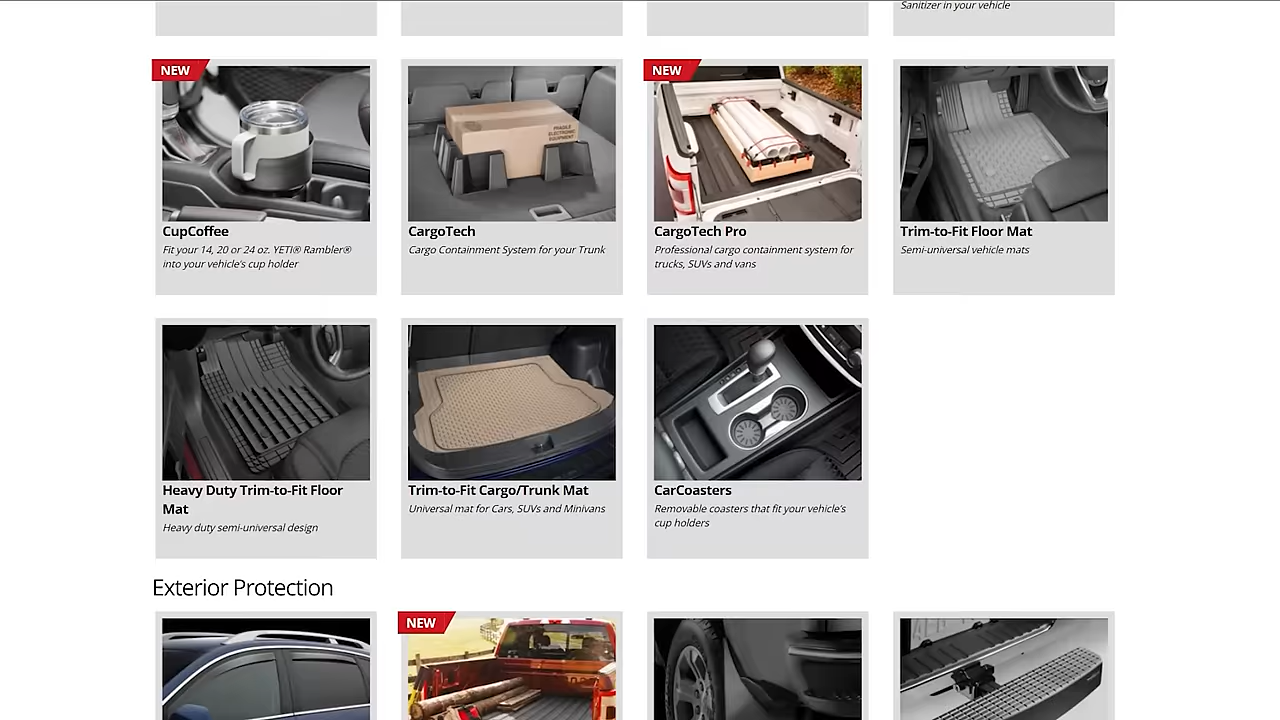 Sanitizer in your vehicle
NEW
NEW
FRAGILE
ELECTRONIC
EQUIPMENT
CupCoffee
Fit your 14, 20 or 24 oz. YETI® Rambler®
into your vehicle's cup holder
CargoTech
Cargo Containment System for your Trunk
CargoTech Pro
Professional cargo containment system for
trucks, SUVs and vans
Trim-to-Fit Floor Mat
Semi-universal vehicle mats
Heavy Duty Trim-to-Fit Floor
Mat
Heavy duty semi-universal design
Trim-to-Fit Cargo/Trunk Mat
Universal mat for Cars, SUVs and Minivans
CarCoasters
Removable coasters that fit your vehicle's
cup holders
Exterior Protection
NEW